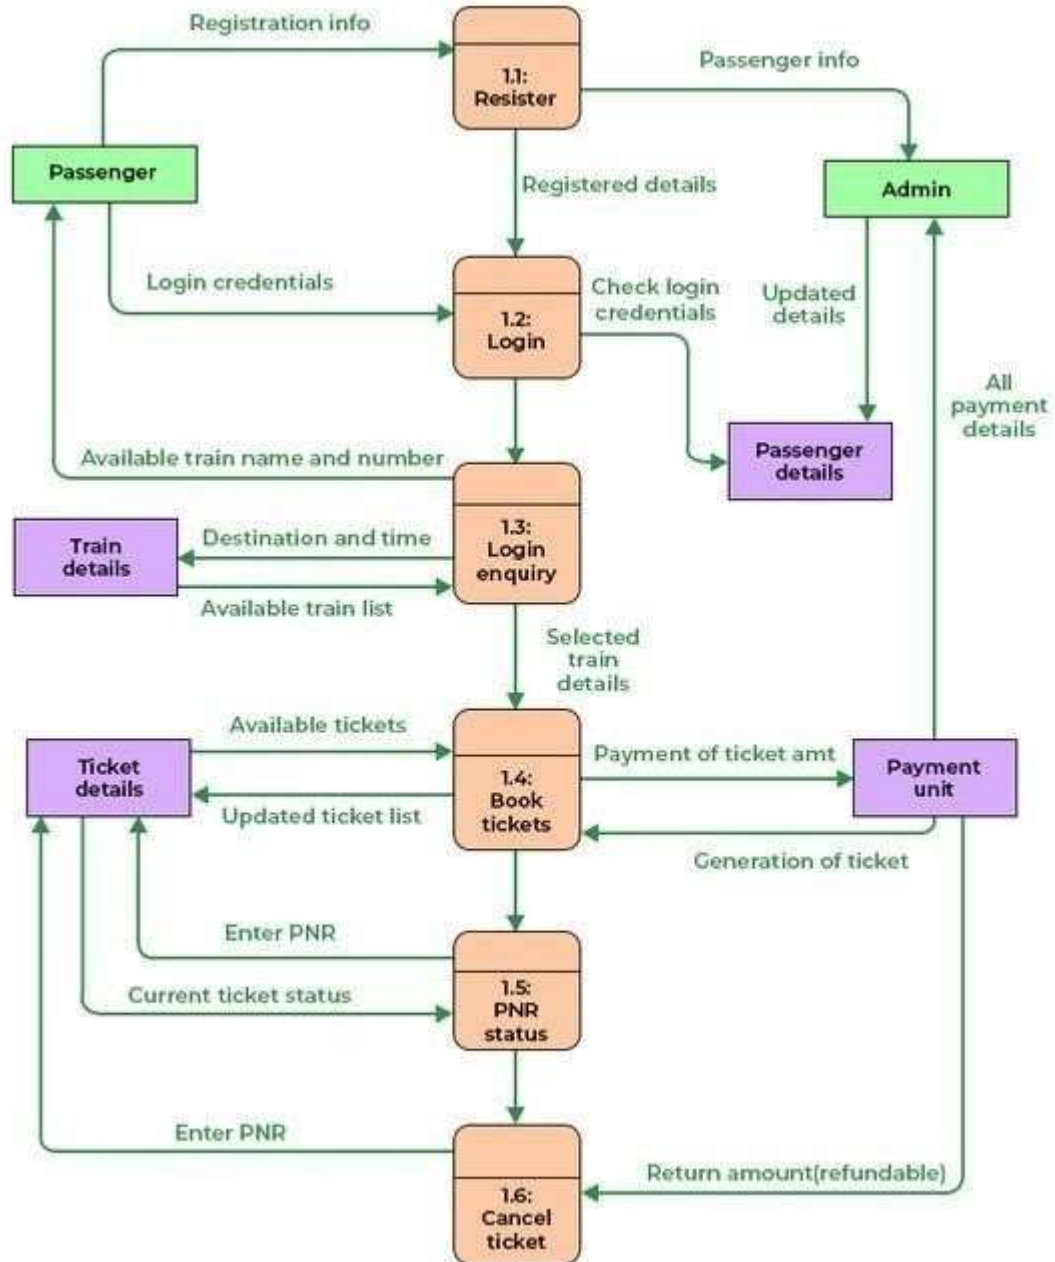 Registration info
1.1:
Resister
Passenger info
Passenger
Admin
Registered details
Login credentials
1.2:
Login
Check login
credentials
Updated
details
All
payment
details
Available train name and number
Passenger
details
Train
details
Destination and time
1.3:
Login
enquiry
Available train list
Selected
train
details
Available tickets
Ticket
details
Updated ticket list
1.4:
Book
tickets
Payment of ticket amt
Payment
unit
Generation of ticket
Enter PNR
Current ticket status
1.5:
PNR
status
Enter PNR
Return amount(refundable)
1.6:
Cancel
ticket